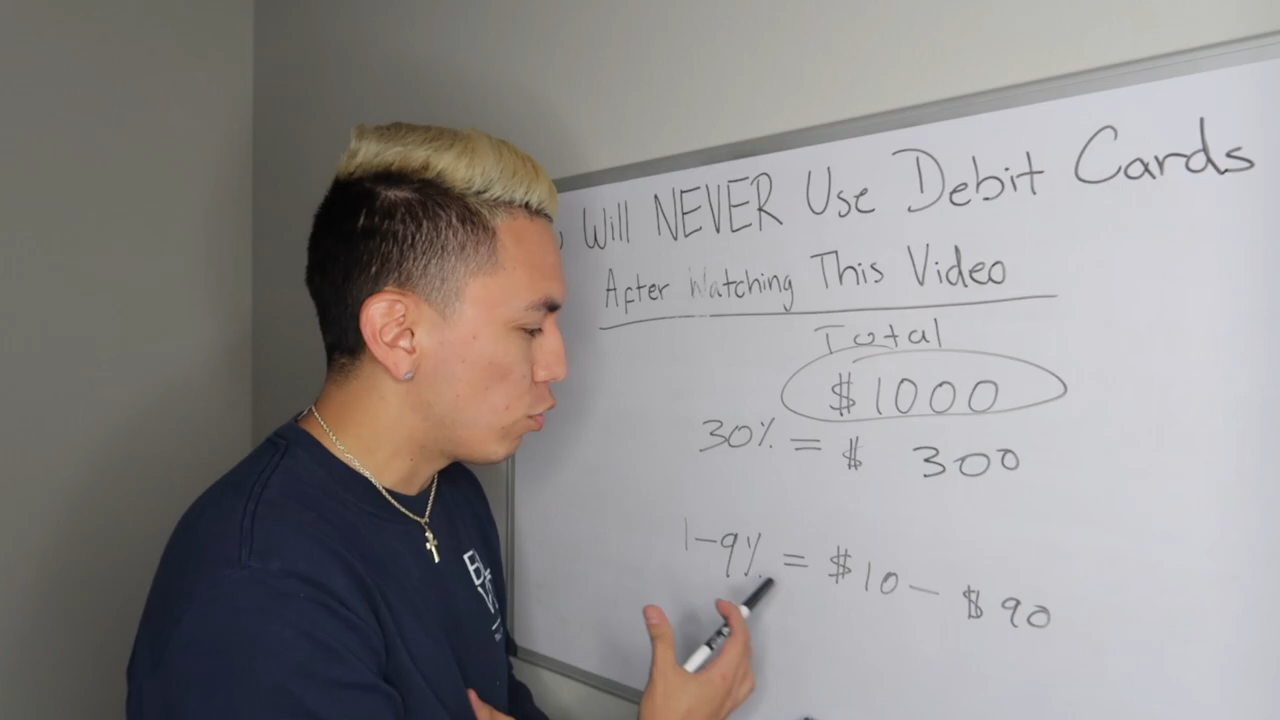 Will NEVER Use Debit Cards
After Watching This Video
Total
$1000
30% = $ 300
1-9% = $10 - $90